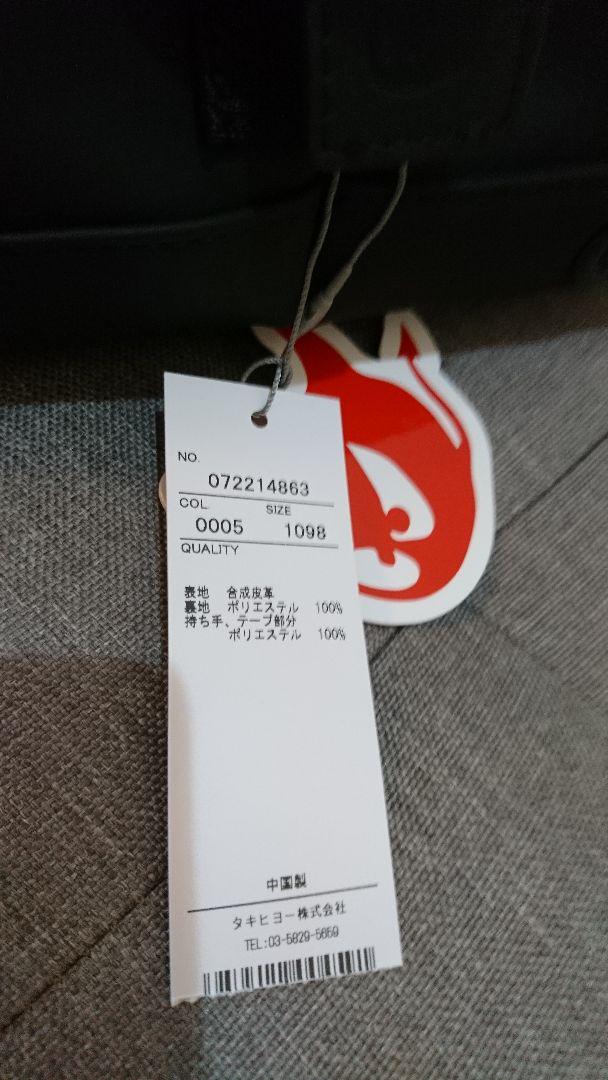 NO.
072214863
COL. SIZE
0005 1098
QUALITY
表地 合成皮革
裏地 ポリエステル 100%
持ち手、テープ部分
ポリエステル 100%
中国製
タキヒヨー株式会社
TEL:03-5829-5659